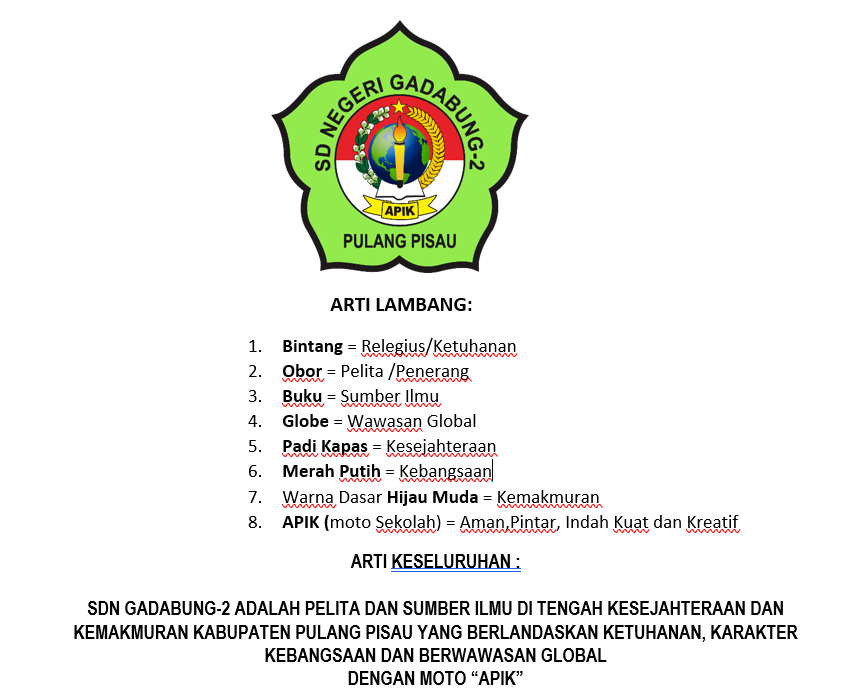 SD NEGERI GADABUNG-2
APIK
PULANG PISAU
ARTI LAMBANG:
1. Bintang = Relegius/Ketuhanan
2. Obor = Pelita /Penerang
3. Buku = Sumber Ilmu
4. Globe = Wawasan Global
5. Padi Kapas = Kesejahteraan
6. Merah Putih = Kebangsaan
7. Warna Dasar Hijau Muda = Kemakmuran
8. APIK (moto Sekolah) = Aman,Pintar, Indah Kuat dan Kreatif
ARTI KESELURUHAN :
SDN GADABUNG-2 ADALAH PELITA DAN SUMBER ILMU DI TENGAH KESEJAHTERAAN DAN
KEMAKMURAN KABUPATEN PULANG PISAU YANG BERLANDASKAN KETUHANAN, KARAKTER
KEBANGSAAN DAN BERWAWASAN GLOBAL
DENGAN MOTO “APIK”